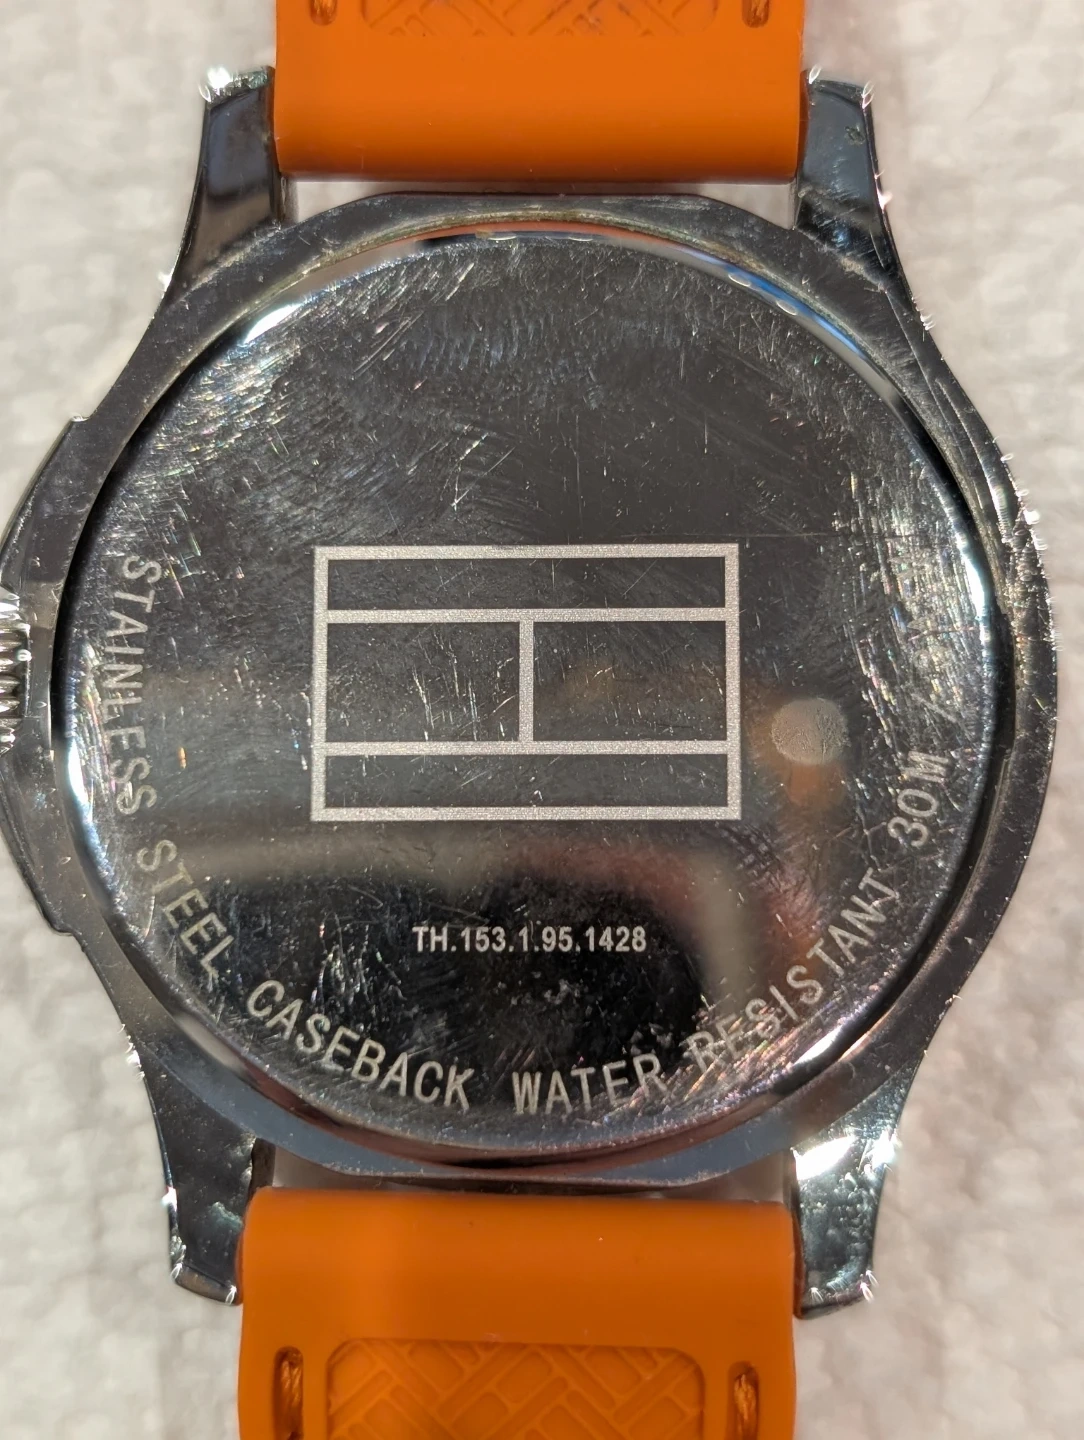 TH.153.1.95.1428
STAINLESS STEEL CASEBACK WATER RESISTANT 30M /